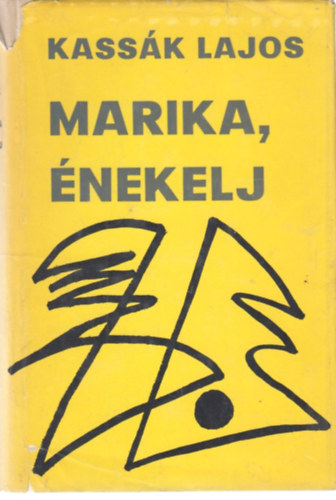 KASSÁK LAJOS
MARIKA,
ÉNEKELJ